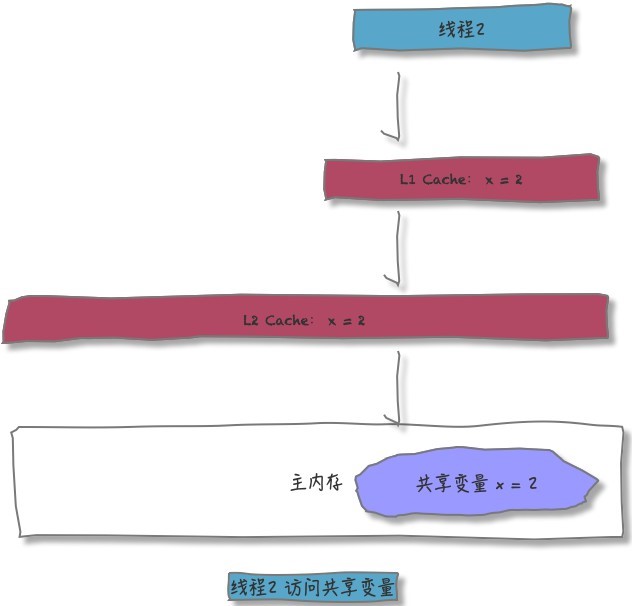 线程2
L1 Cache: x = 2
L2 Cache: x = 2
主内存 共享变量 x = 2
线程2 访问共享变量